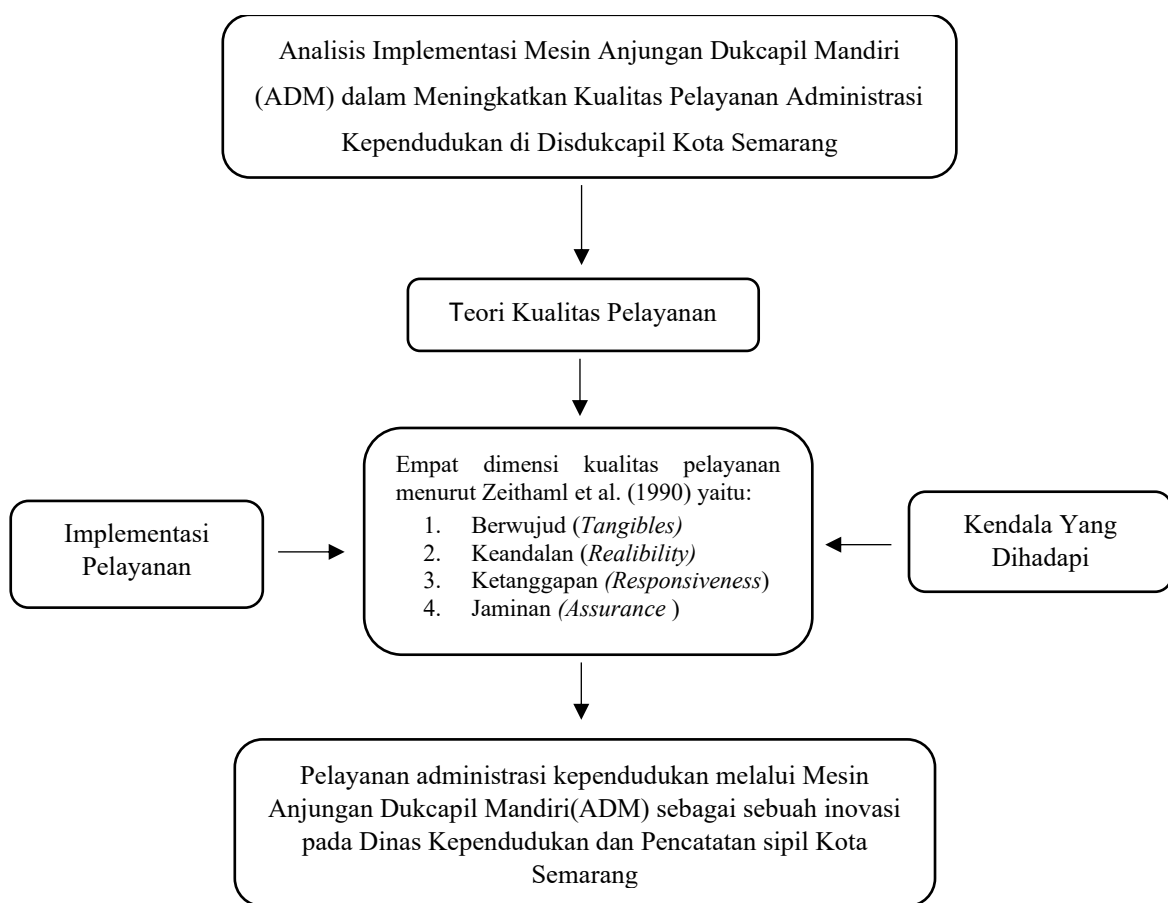 Analisis Implementasi Mesin Anjungan Dukcapil Mandiri
(ADM) dalam Meningkatkan Kualitas Pelayanan Administrasi
Kependudukan di Disdukcapil Kota Semarang
Teori Kualitas Pelayanan
Empat dimensi kualitas pelayanan
menurut Zeithaml et al. (1990) yaitu:
1. Berwujud (Tangibles)
2. Keandalan (Realibility)
3. Ketanggapan (Responsiveness)
4. Jaminan (Assurance )
Implementasi
Pelayanan
Kendala Yang
Dihadapi
Pelayanan administrasi kependudukan melalui Mesin
Anjungan Dukcapil Mandiri(ADM) sebagai sebuah inovasi
pada Dinas Kependudukan dan Pencatatan sipil Kota
Semarang